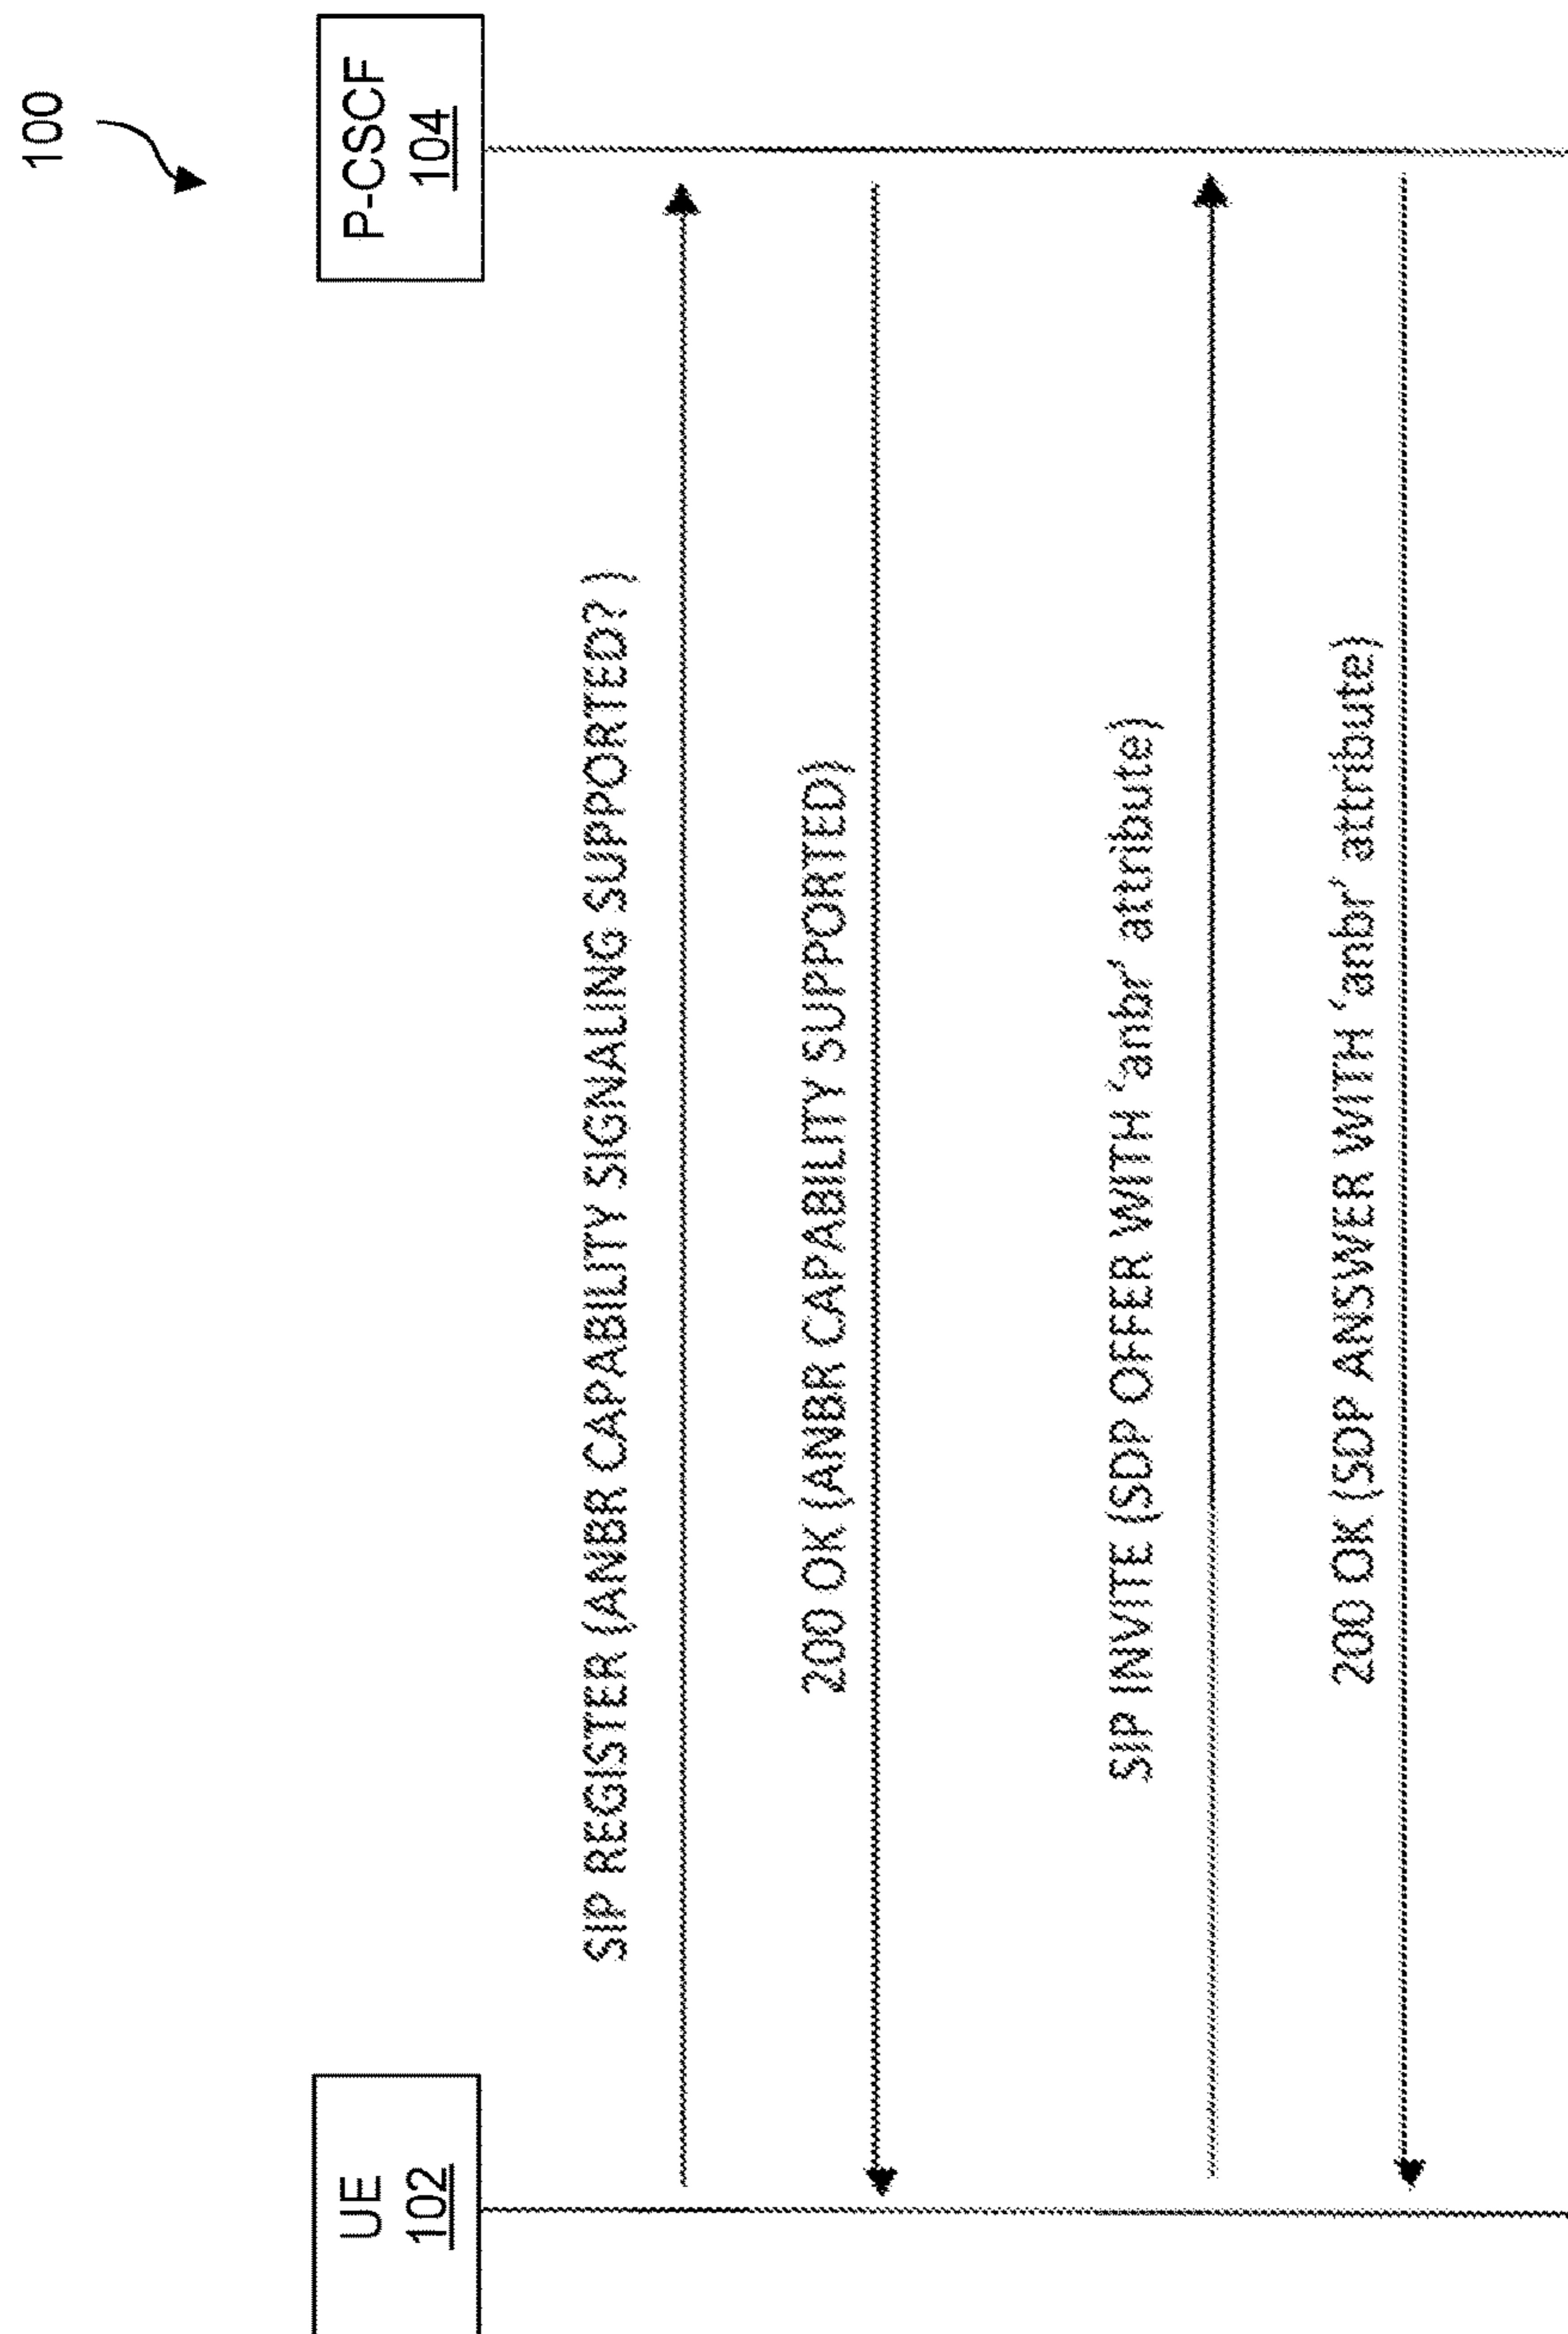 100
UE
102
P-CSCF
104
SIP REGISTER (ANBR CAPABILITY SIGNALING SUPPORTED? )
200 OK (ANBR CAPABILITY SUPPORTED)
SIP INVITE (SDP OFFER WITH ‘anbr’ attribute)
200 OK (SDP ANSWER WITH ‘anbr’ attribute)